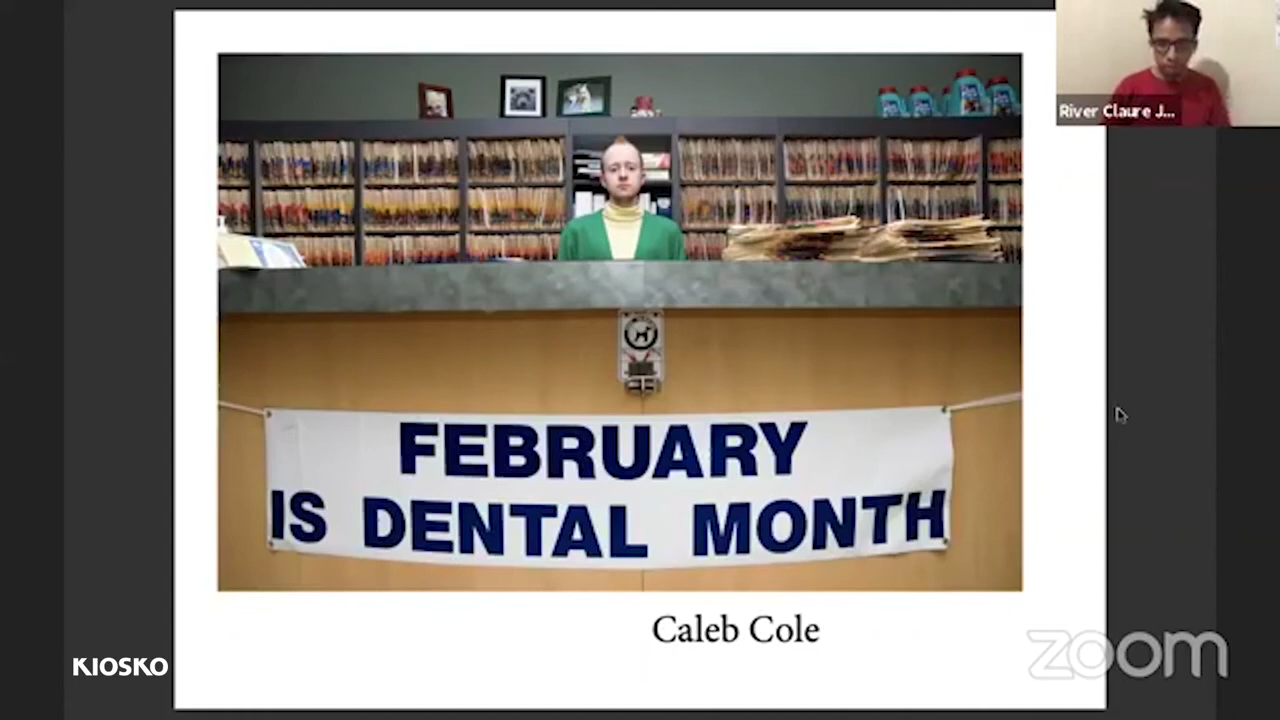 River Claure J...
FEBRUARY
IS DENTAL MONTH
Caleb Cole
KIOSKO
zoom